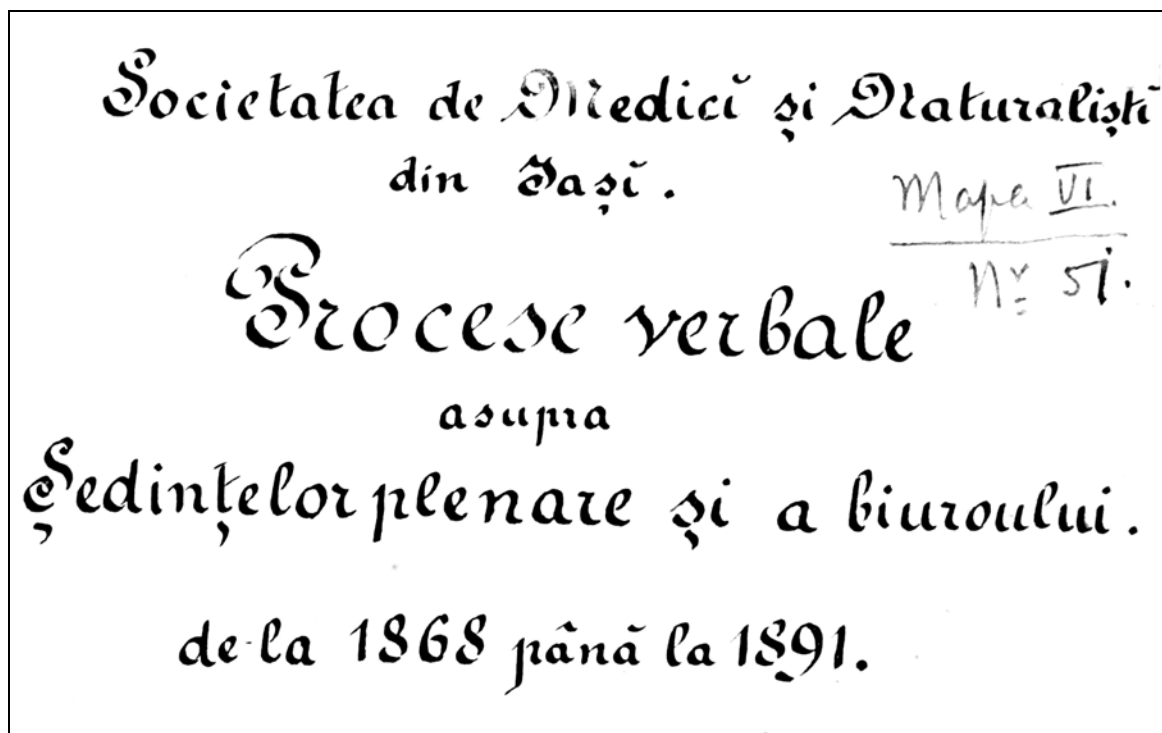 Societatea de Medicĭ și Naturaliștĭ
din Iașĭ.
Mapa VI.
Nr 51.
Procese verbale
asupra
Ședințelor plenare și a biuroului.
de la 1868 până la 1891.